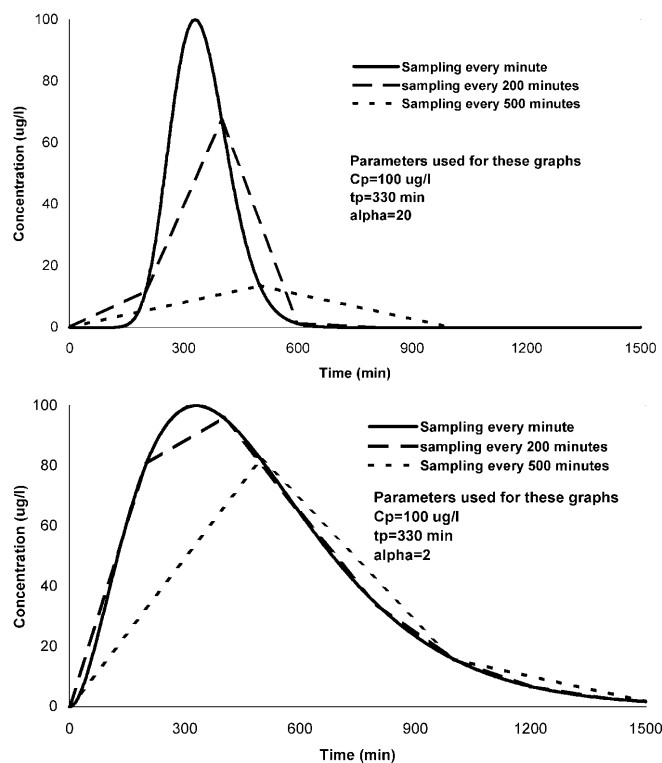 100
80
60
40
20
0
Concentration (ug/l)
Sampling every minute
sampling every 200 minutes
Sampling every 500 minutes
Parameters used for these graphs
Cp=100 ug/l
tp=330 min
alpha=20
0 300 600 900 1200 1500
Time (min)
100
80
60
40
20
0
Concentration (ug/l)
Sampling every minute
sampling every 200 minutes
Sampling every 500 minutes
Parameters used for these graphs
Cp=100 ug/l
tp=330 min
alpha=2
0 300 600 900 1200 1500
Time (min)